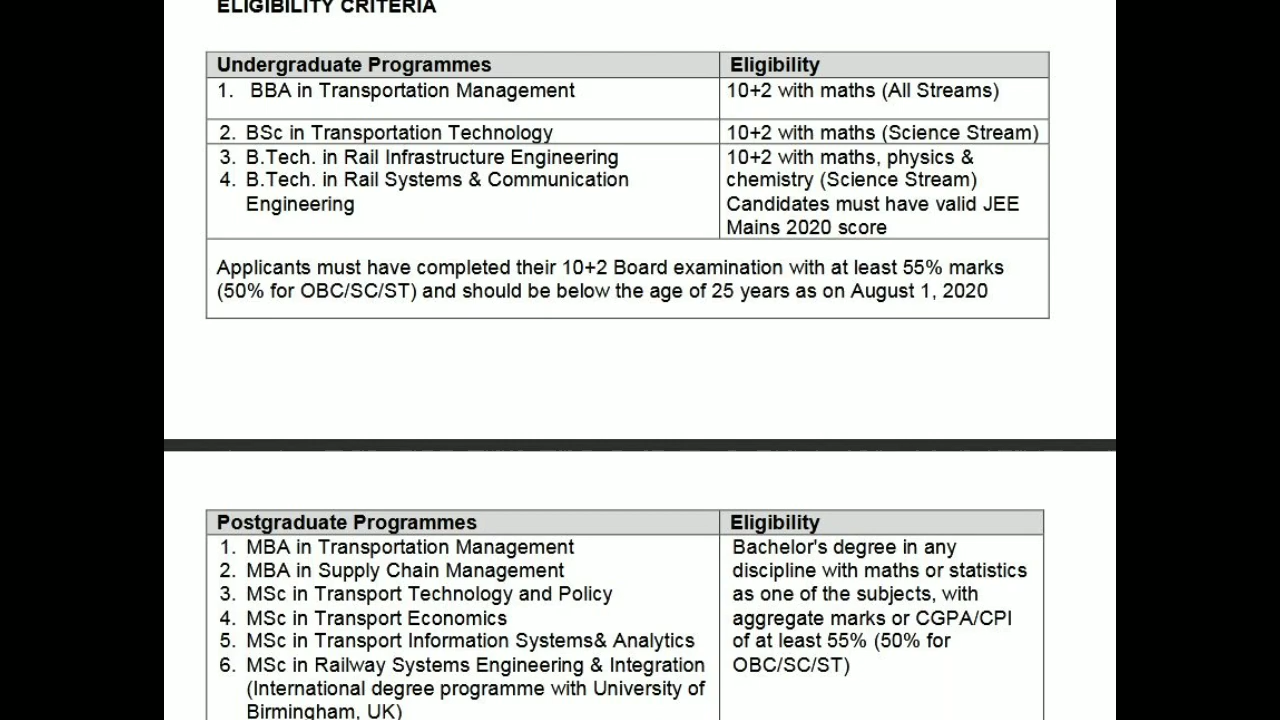 ELIGIBILITY CRITERIA
Undergraduate Programmes Eligibility
1. BBA in Transportation Management 10+2 with maths (All Streams)
2. BSc in Transportation Technology 10+2 with maths (Science Stream)
3. B.Tech. in Rail Infrastructure Engineering 10+2 with maths, physics &
4. B.Tech. in Rail Systems & Communication chemistry (Science Stream)
Engineering Candidates must have valid JEE
Mains 2020 score
Applicants must have completed their 10+2 Board examination with at least 55% marks
(50% for OBC/SC/ST) and should be below the age of 25 years as on August 1, 2020
Postgraduate Programmes Eligibility
1. MBA in Transportation Management Bachelor's degree in any
2. MBA in Supply Chain Management discipline with maths or statistics
3. MSc in Transport Technology and Policy as one of the subjects, with
4. MSc in Transport Economics aggregate marks or CGPA/CPI
5. MSc in Transport Information Systems& Analytics of at least 55% (50% for
6. MSc in Railway Systems Engineering & Integration OBC/SC/ST)
(International degree programme with University of
Birmingham, UK)